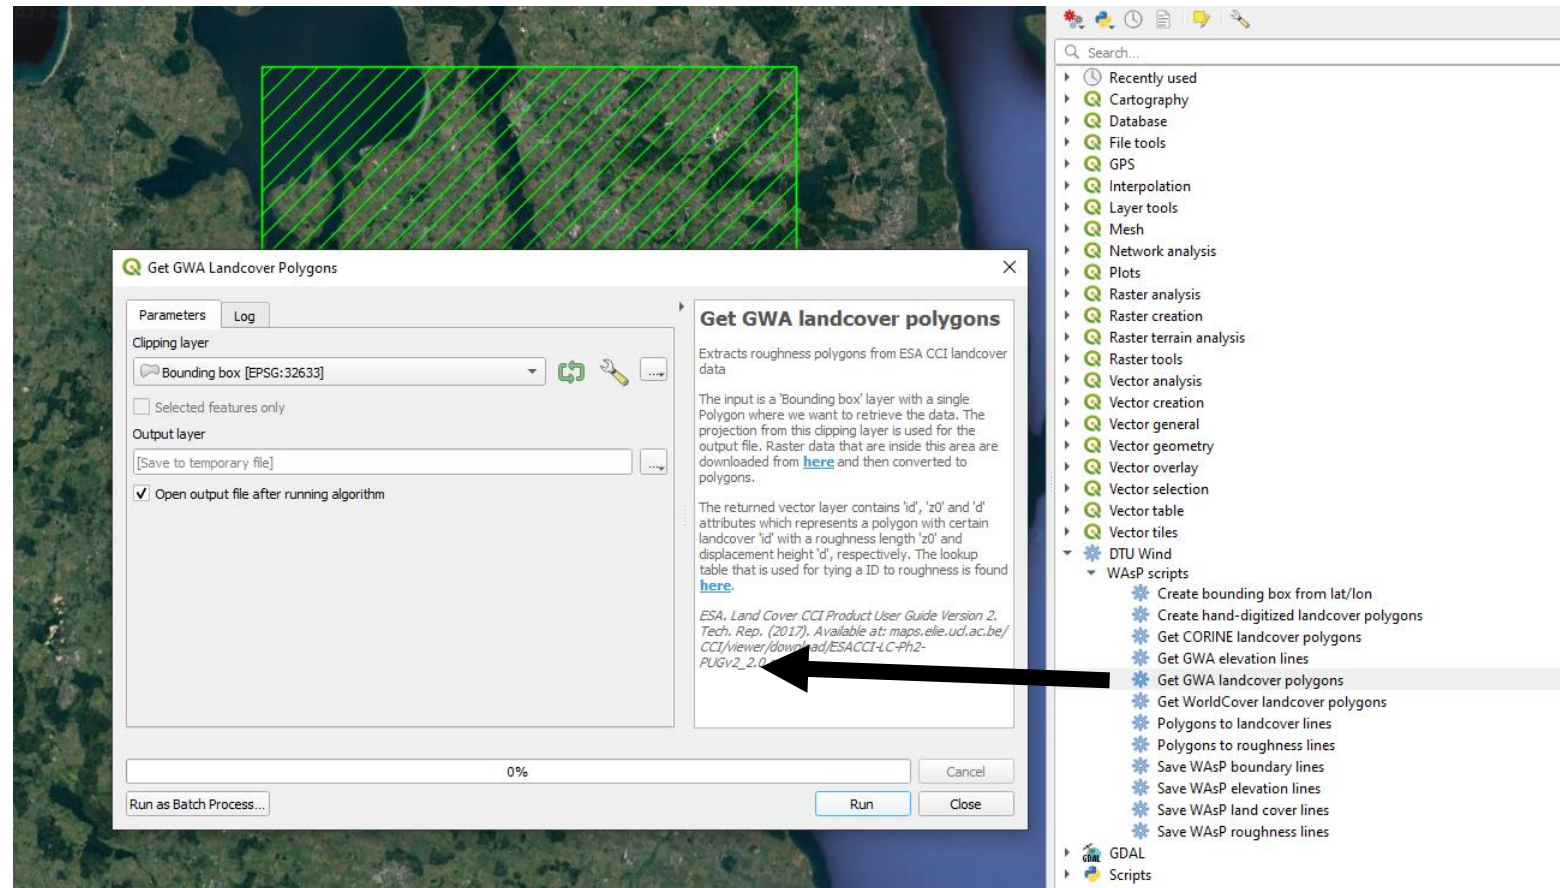 Get GWA Landcover Polygons
Parameters
Log
Clipping layer
Bounding box [EPSG:32633]
...
Selected features only
Output layer
[Save to temporary file]
...
Open output file after running algorithm
Get GWA landcover polygons
Extracts roughness polygons from ESA CCI landcover
data
The input is a 'Bounding box' layer with a single
Polygon where we want to retrieve the data. The
projection from this clipping layer is used for the
output file. Raster data that are inside this area are
downloaded from here and then converted to
polygons.
The returned vector layer contains 'id', 'z0' and 'd'
attributes which represents a polygon with certain
landcover 'id' with a roughness length 'z0' and
displacement height 'd', respectively. The lookup
table that is used for tying a ID to roughness is found
here.
ESA. Land Cover CCI Product User Guide Version 2.
Tech. Rep. (2017). Available at: maps.elie.ucl.ac.be/
CCI/viewer/download/ESACCI-LC-Ph2-
PUGv2_2.0
0%
Cancel
Run as Batch Process...
Run
Close
Search...
Recently used
Cartography
Database
File tools
GPS
Interpolation
Layer tools
Mesh
Network analysis
Plots
Raster analysis
Raster creation
Raster terrain analysis
Raster tools
Vector analysis
Vector creation
Vector general
Vector geometry
Vector overlay
Vector selection
Vector table
Vector tiles
DTU Wind
WAsP scripts
Create bounding box from lat/lon
Create hand-digitized landcover polygons
Get CORINE landcover polygons
Get GWA elevation lines
Get GWA landcover polygons
Get WorldCover landcover polygons
Polygons to landcover lines
Polygons to roughness lines
Save WAsP boundary lines
Save WAsP elevation lines
Save WAsP land cover lines
Save WAsP roughness lines
GDAL GDAL
Scripts